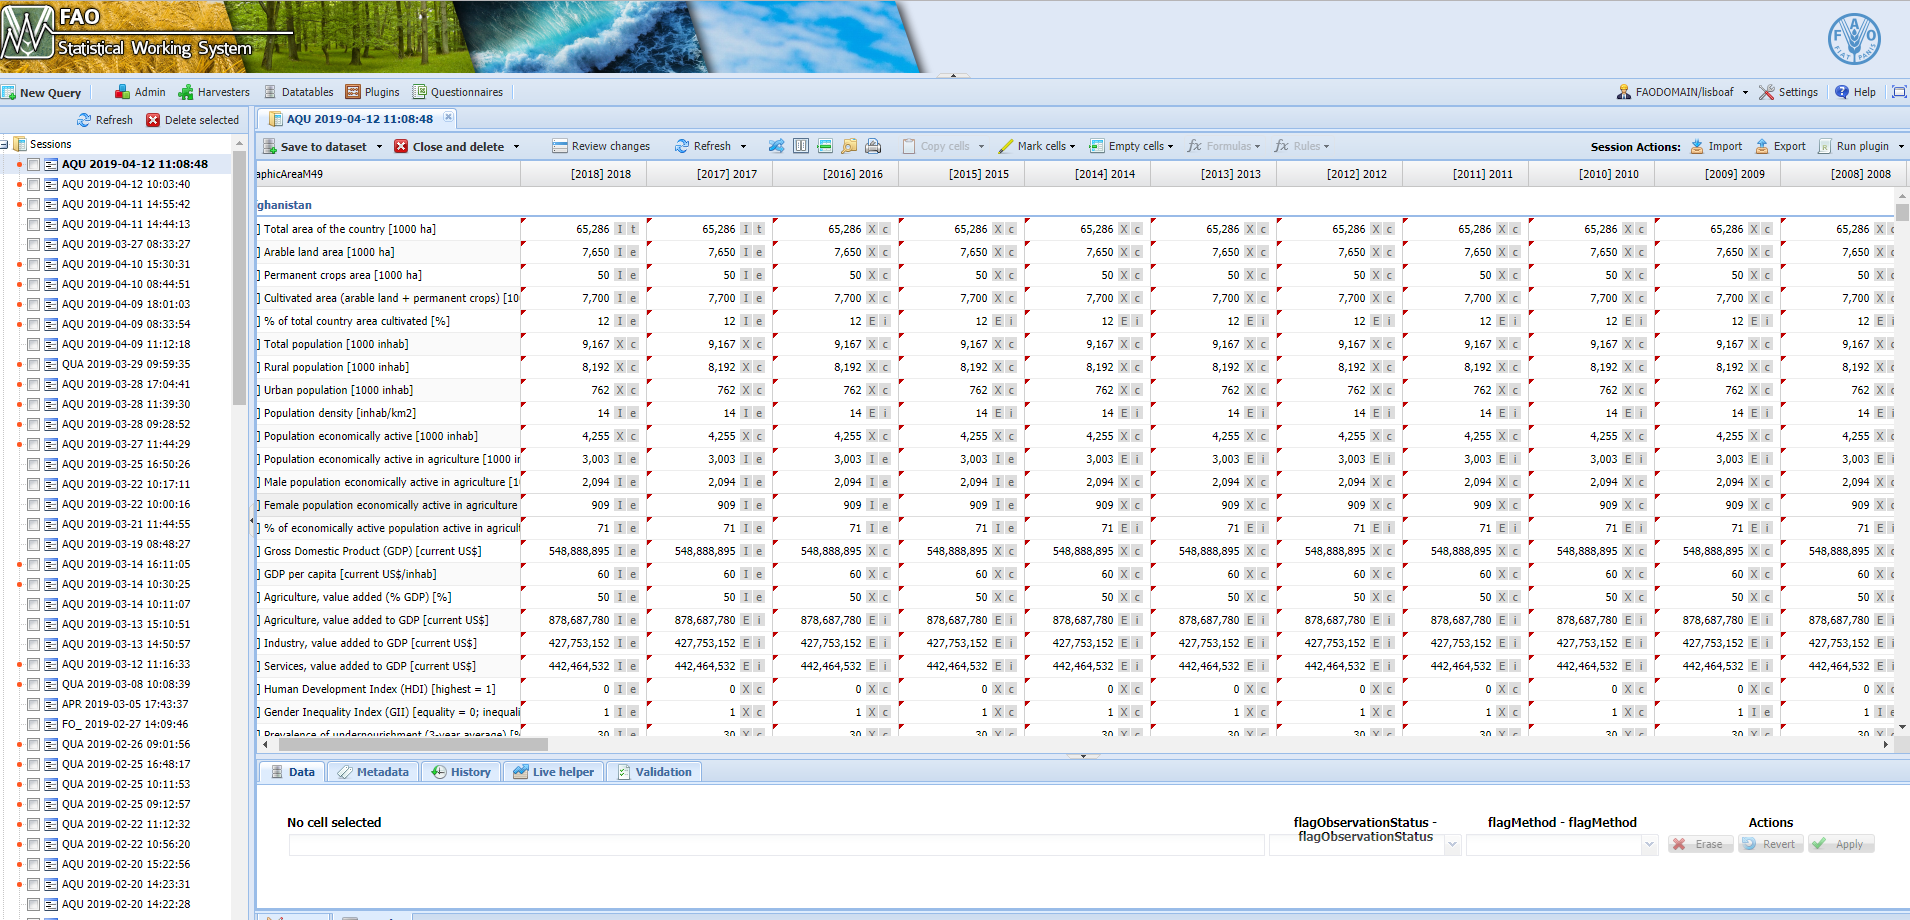 FAO
Statistical Working System
New Query Admin Harvesters Datatables Plugins Questionnaires FAODOMAIN/lisboaf Settings Help
Refresh Delete selected
Sessions
AQU 2019-04-12 11:08:48
AQU 2019-04-12 10:03:40
AQU 2019-04-11 14:55:42
AQU 2019-04-11 14:44:13
AQU 2019-03-27 08:33:27
AQU 2019-04-10 15:30:31
AQU 2019-04-10 08:44:51
AQU 2019-04-09 18:01:03
AQU 2019-04-09 08:33:54
AQU 2019-04-09 11:12:18
QUA 2019-03-29 09:59:35
AQU 2019-03-28 17:04:41
AQU 2019-03-28 11:39:30
AQU 2019-03-28 09:28:52
AQU 2019-03-27 11:44:29
AQU 2019-03-25 16:50:26
AQU 2019-03-22 10:17:11
AQU 2019-03-22 10:00:16
AQU 2019-03-21 11:44:55
AQU 2019-03-19 08:48:27
AQU 2019-03-14 16:11:05
AQU 2019-03-14 10:30:25
AQU 2019-03-14 10:11:07
AQU 2019-03-13 15:10:51
AQU 2019-03-13 14:50:57
AQU 2019-03-12 11:16:33
QUA 2019-03-08 10:08:39
APR 2019-03-05 17:43:37
FO_ 2019-02-27 14:09:46
QUA 2019-02-26 09:01:56
QUA 2019-02-25 16:48:17
QUA 2019-02-25 10:11:53
QUA 2019-02-25 09:12:57
QUA 2019-02-22 11:12:32
QUA 2019-02-22 10:56:20
AQU 2019-02-20 15:22:56
AQU 2019-02-20 14:23:31
AQU 2019-02-20 14:22:28
AQU 2019-04-12 11:08:48
Save to dataset Close and delete Review changes Refresh Copy cells Mark cells Empty cells Formulas Rules Session Actions: Import Export Run plugin
aphicAreaM49 [2018] 2018 [2017] 2017 [2016] 2016 [2015] 2015 [2014] 2014 [2013] 2013 [2012] 2012 [2011] 2011 [2010] 2010 [2009] 2009 [2008] 2008
ghanistan
] Total area of the country [1000 ha] 65,286 I t 65,286 I t 65,286 X c 65,286 X c 65,286 X c 65,286 X c 65,286 X c 65,286 X c 65,286 X c 65,286 X c 65,286 X c
] Arable land area [1000 ha] 7,650 I e 7,650 I e 7,650 X c 7,650 X c 7,650 X c 7,650 X c 7,650 X c 7,650 X c 7,650 X c 7,650 X c 7,650 X c
] Permanent crops area [1000 ha] 50 I e 50 I e 50 X c 50 X c 50 X c 50 X c 50 X c 50 X c 50 X c 50 X c 50 X c
] Cultivated area (arable land + permanent crops) [10 7,700 I e 7,700 I e 7,700 X c 7,700 X c 7,700 X c 7,700 X c 7,700 X c 7,700 X c 7,700 X c 7,700 X c 7,700 X c
] % of total country area cultivated [%] 12 I e 12 I e 12 E i 12 E i 12 E i 12 E i 12 E i 12 E i 12 E i 12 E i 12 E i
] Total population [1000 inhab] 9,167 X c 9,167 X c 9,167 X c 9,167 X c 9,167 X c 9,167 X c 9,167 X c 9,167 X c 9,167 X c 9,167 X c 9,167 X c
] Rural population [1000 inhab] 8,192 X c 8,192 X c 8,192 X c 8,192 X c 8,192 X c 8,192 X c 8,192 X c 8,192 X c 8,192 X c 8,192 X c 8,192 X c
] Urban population [1000 inhab] 762 X c 762 X c 762 X c 762 X c 762 X c 762 X c 762 X c 762 X c 762 X c 762 X c 762 X c
] Population density [inhab/km2] 14 I e 14 I e 14 E i 14 E i 14 E i 14 E i 14 E i 14 E i 14 E i 14 E i 14 E i
] Population economically active [1000 inhab] 4,255 X c 4,255 X c 4,255 X c 4,255 X c 4,255 X c 4,255 X c 4,255 X c 4,255 X c 4,255 X c 4,255 X c 4,255 X c
] Population economically active in agriculture [1000 ir 3,003 I e 3,003 I e 3,003 I e 3,003 I e 3,003 E i 3,003 E i 3,003 E i 3,003 E i 3,003 E i 3,003 E i 3,003 E i
] Male population economically active in agriculture [10 2,094 I e 2,094 I e 2,094 I e 2,094 I e 2,094 X c 2,094 X c 2,094 X c 2,094 X c 2,094 X c 2,094 X c 2,094 X c
] Female population economically active in agriculture 909 I e 909 I e 909 I e 909 I e 909 X c 909 X c 909 X c 909 X c 909 X c 909 X c 909 X c
] % of economically active population active in agricult 71 I e 71 I e 71 I e 71 I e 71 E i 71 E i 71 E i 71 E i 71 E i 71 E i 71 E i
] Gross Domestic Product (GDP) [current US$] 548,888,895 I e 548,888,895 I e 548,888,895 X c 548,888,895 X c 548,888,895 X c 548,888,895 X c 548,888,895 X c 548,888,895 X c 548,888,895 X c 548,888,895 X c 548,888,895 X c
] GDP per capita [current US$/inhab] 60 I e 60 I e 60 X c 60 X c 60 X c 60 X c 60 X c 60 X c 60 X c 60 X c 60 X c
] Agriculture, value added (% GDP) [%] 50 I e 50 I e 50 X c 50 X c 50 X c 50 X c 50 X c 50 X c 50 X c 50 X c 50 X c
] Agriculture, value added to GDP [current US$] 878,687,780 I e 878,687,780 E i 878,687,780 E i 878,687,780 E i 878,687,780 E i 878,687,780 E i 878,687,780 E i 878,687,780 E i 878,687,780 E i 878,687,780 E i 878,687,780 E i
] Industry, value added to GDP [current US$] 427,753,152 I e 427,753,152 E i 427,753,152 E i 427,753,152 E i 427,753,152 E i 427,753,152 E i 427,753,152 E i 427,753,152 E i 427,753,152 E i 427,753,152 E i 427,753,152 E i
] Services, value added to GDP [current US$] 442,464,532 I e 442,464,532 E i 442,464,532 E i 442,464,532 E i 442,464,532 E i 442,464,532 E i 442,464,532 E i 442,464,532 E i 442,464,532 E i 442,464,532 E i 442,464,532 E i
] Human Development Index (HDI) [highest = 1] 0 I e 0 X c 0 X c 0 X c 0 X c 0 X c 0 X c 0 X c 0 X c 0 X c 0 X c
] Gender Inequality Index (GII) [equality = 0; inequali 1 I e 1 X c 1 X c 1 X c 1 X c 1 X c 1 X c 1 X c 1 X c 1 I e 1 I e
] Prevalence of undernourishment (3-year average) [% 30 I e 30 X c 30 X c 30 X c 30 X c 30 X c 30 X c 30 X c 30 X c 30 X c 30 X c
Data Metadata History Live helper Validation
No cell selected
flagObservationStatus - flagObservationStatus
flagMethod - flagMethod
Actions
Erase Revert Apply